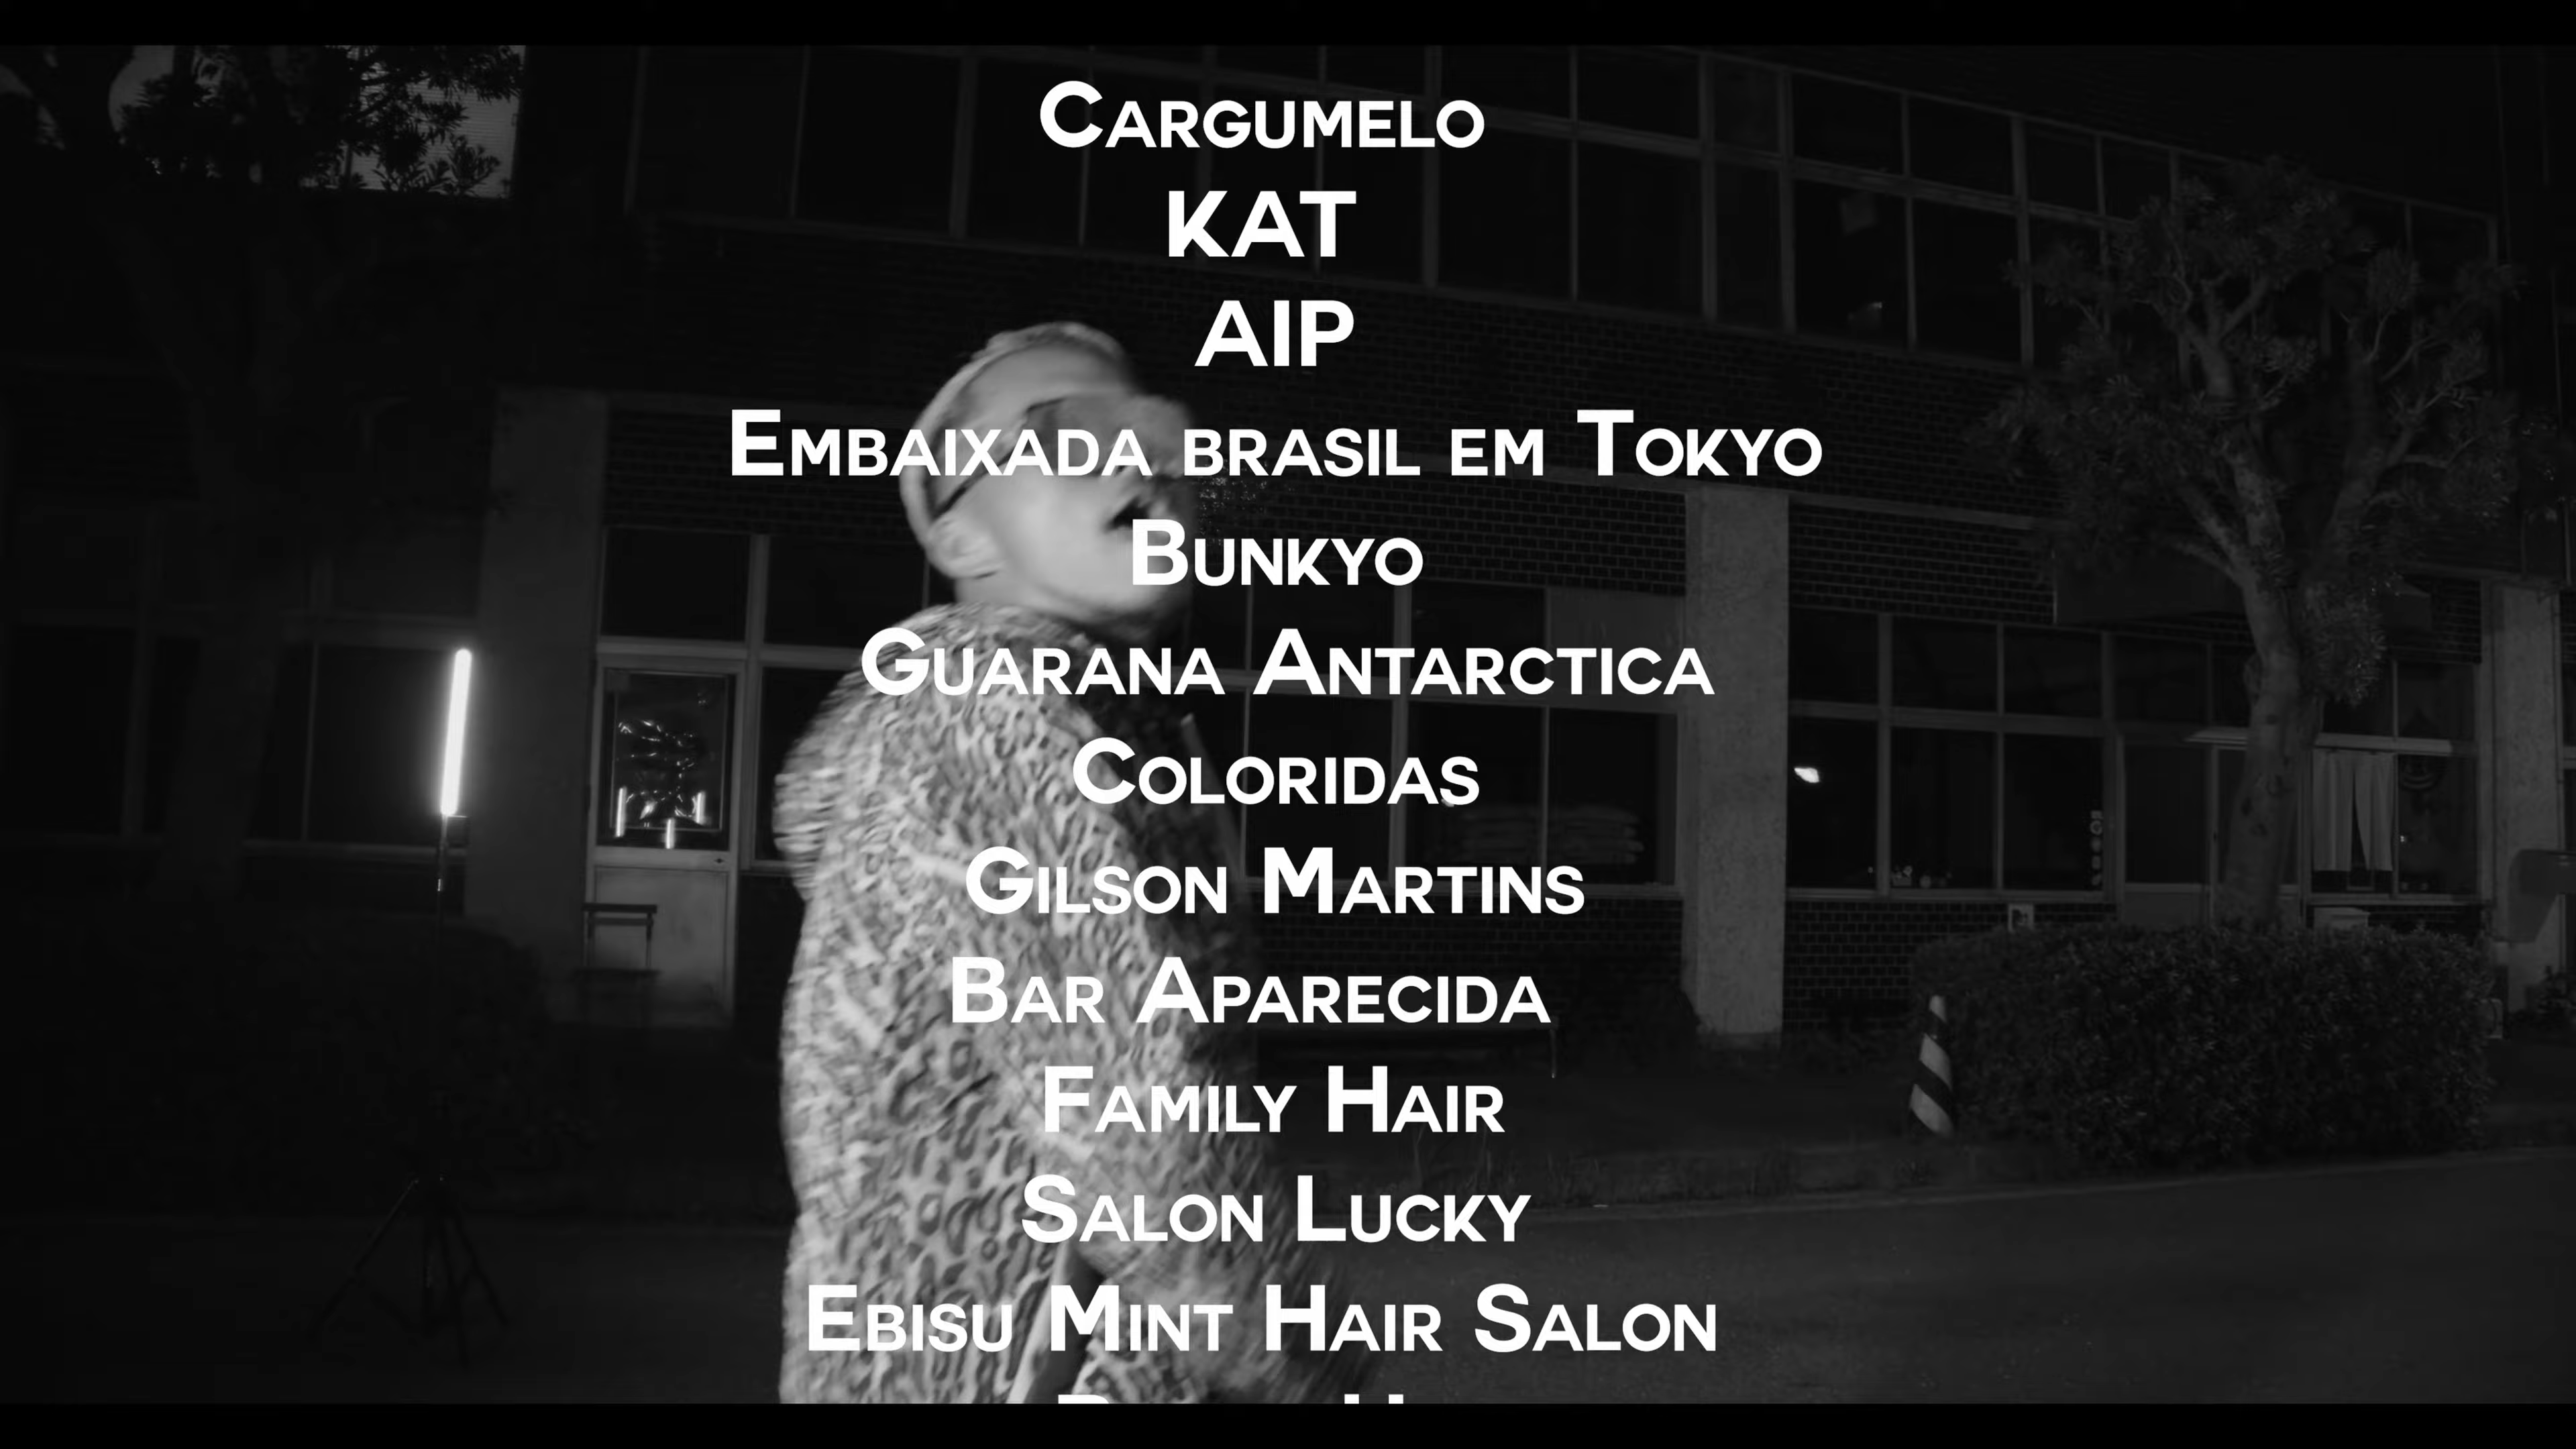 Cargumelo
KAT
AIP
Embaixada brasil em Tokyo
Bunkyo
Guarana Antarctica
Coloridas
Gilson Martins
Bar Aparecida
Family Hair
Salon Lucky
Ebisu Mint Hair Salon